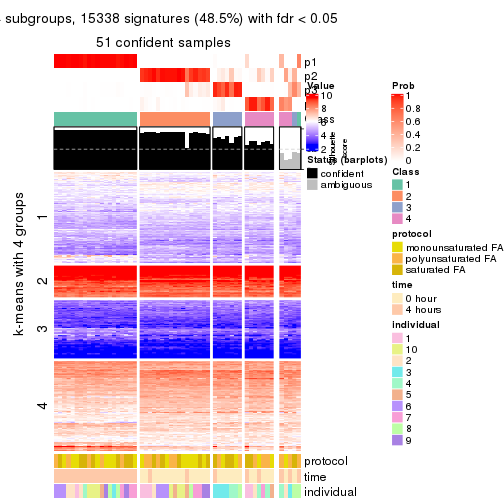 subgroups, 15338 signatures (48.5%) with fdr < 0.05
51 confident samples
p1
p2
p3
Value
10
8
6
4
2
Silhouette
score
Status (barplots)
confident
ambiguous
k-means with 4 groups
1
2
3
4
protocol
time
individual
Prob
1
0.8
0.6
0.4
0.2
0
Class
1
2
3
4
protocol
monounsaturated FA
polyunsaturated FA
saturated FA
time
0 hour
4 hours
individual
1
10
2
3
4
5
6
7
8
9